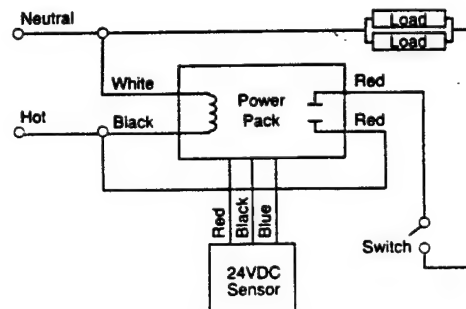 Neutral
Load
Load
White
Red
Power
Pack
Hot
Black
Red
Red
Black
Blue
Switch
24VDC
Sensor